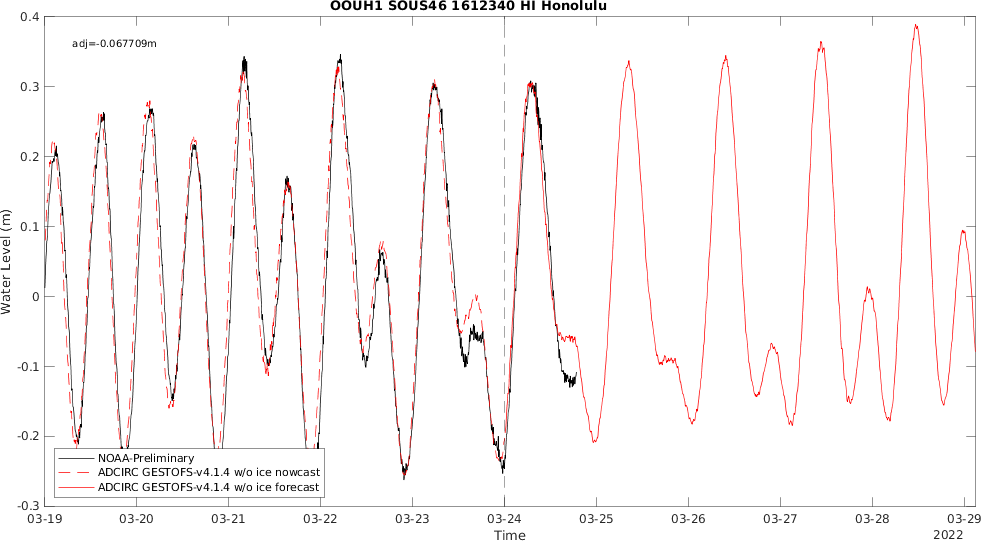 OOUH1 SOUS46 1612340 HI Honolulu
adj=-0.067709m
Water Level (m)
0.4
0.3
0.2
0.1
0
-0.1
-0.2
-0.3
NOAA-Preliminary
ADCIRC GESTOFS-v4.1.4 w/o ice nowcast
ADCIRC GESTOFS-v4.1.4 w/o ice forecast
03-19 03-20 03-21 03-22 03-23 03-24 03-25 03-26 03-27 03-28 03-29
Time
2022